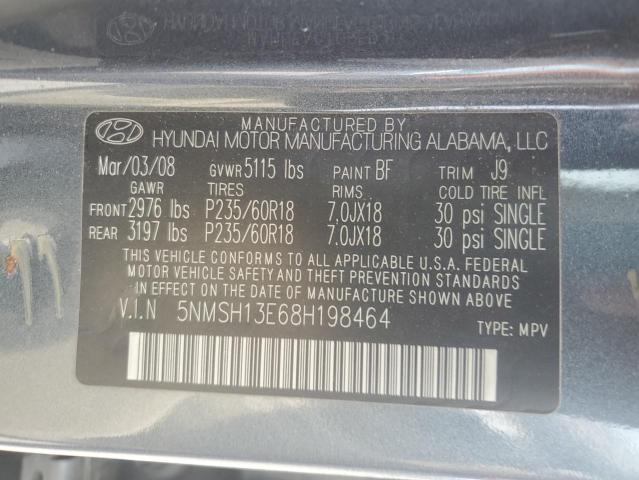 MANUFACTURED BY
HYUNDAI MOTOR MANUFACTURING ALABAMA, LLC
Mar/03/08 GVWR 5115 lbs PAINT BF TRIM J9
GAWR TIRES RIMS COLD TIRE INFL
FRONT 2976 lbs P235/60R18 7.0JX18 30 psi SINGLE
REAR 3197 lbs P235/60R18 7.0JX18 30 psi SINGLE
THIS VEHICLE CONFORMS TO ALL APPLICABLE U.S.A. FEDERAL
MOTOR VEHICLE SAFETY AND THEFT PREVENTION STANDARDS
IN EFFECT ON THE DATE OF MANUFACTURE SHOWN ABOVE.
V.I.N 5NMSH13E68H198464 TYPE: MPV